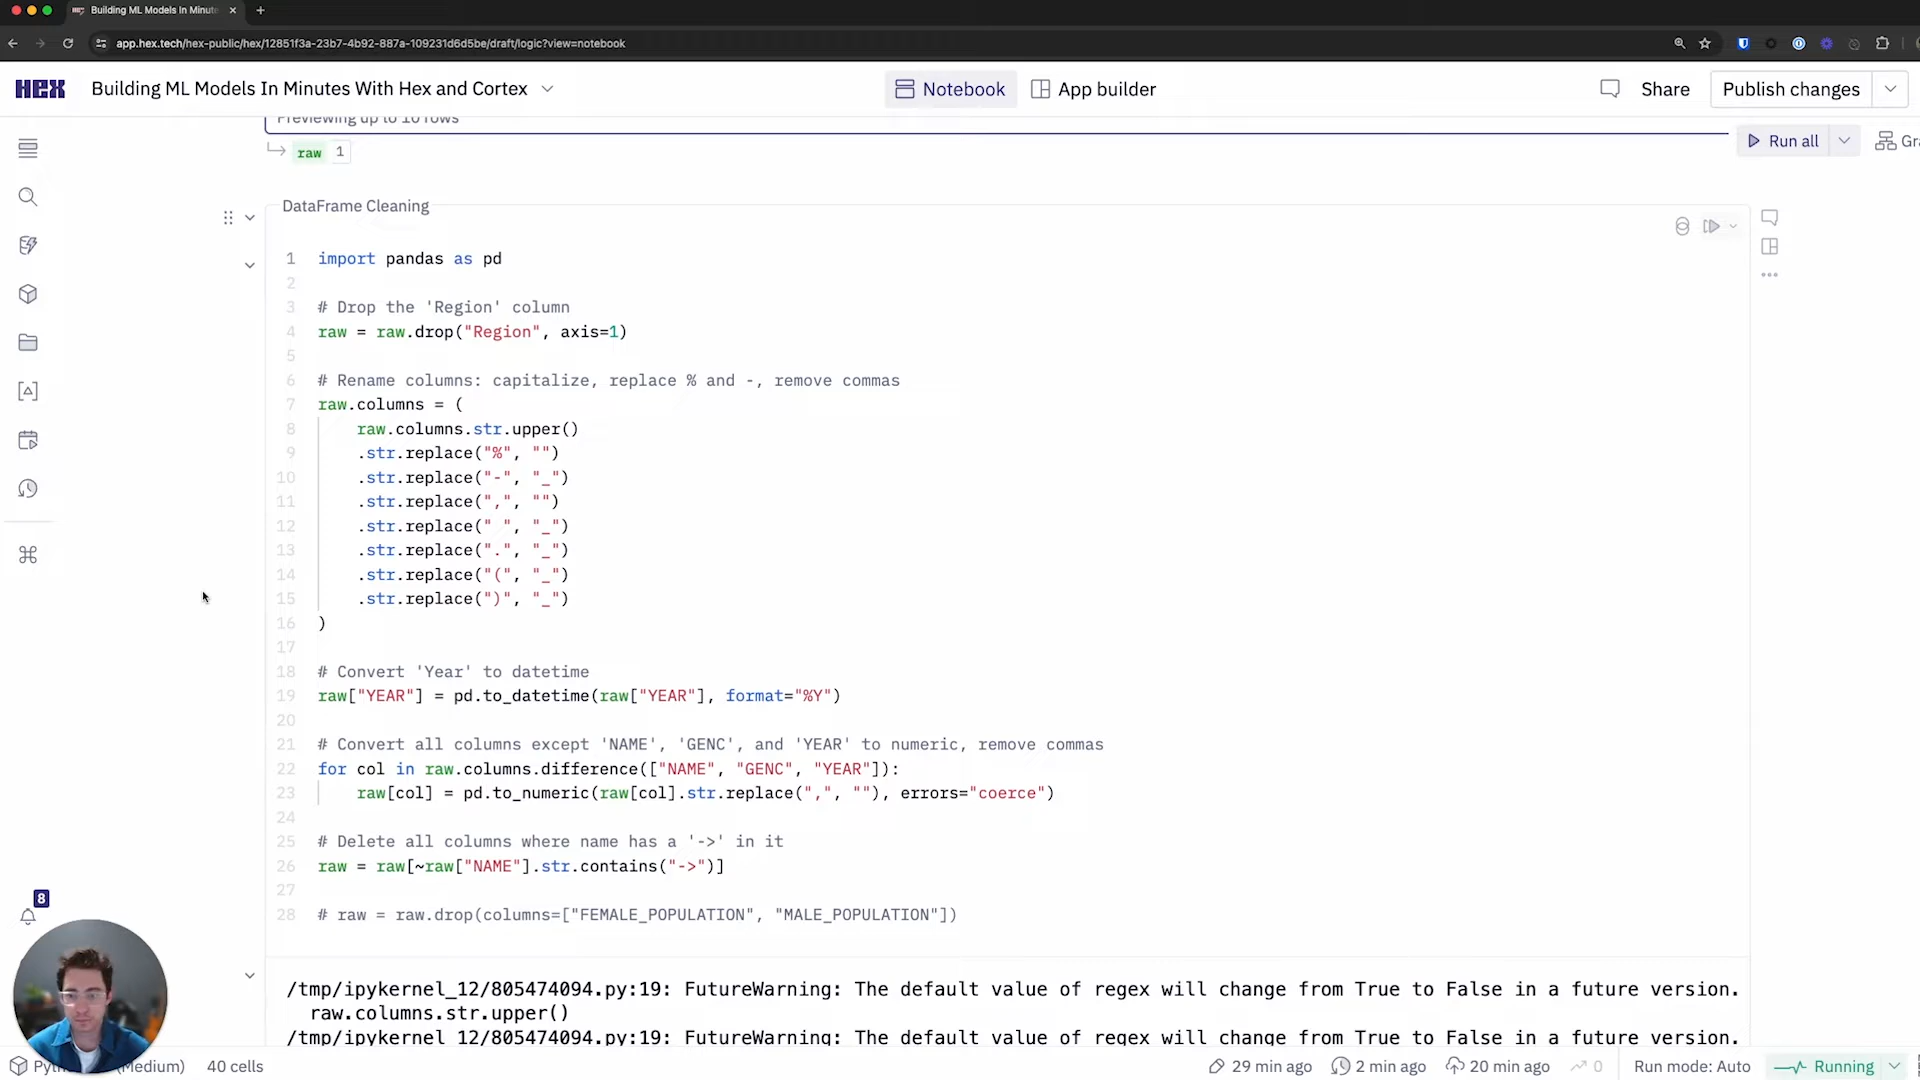 Building ML Models In Minute
app.hex.tech/hex-public/hex/12851f3a-23b7-4b92-887a-109231d6d5be/draft/logic?view=notebook
HEX
Building ML Models In Minutes With Hex and Cortex
Notebook
App builder
Share
Publish changes
Previewing up to 10 rows
raw 1
Run all
Gra
DataFrame Cleaning
1 import pandas as pd
2
3 # Drop the 'Region' column
4 raw = raw.drop("Region", axis=1)
5
6 # Rename columns: capitalize, replace % and -, remove commas
7 raw.columns = (
8 raw.columns.str.upper()
9 .str.replace("%", "")
10 .str.replace("-", "_")
11 .str.replace(",", "")
12 .str.replace(" ", "_")
13 .str.replace(".", "_")
14 .str.replace("(", "_")
15 .str.replace(")", "_")
16 )
17
18 # Convert 'Year' to datetime
19 raw["YEAR"] = pd.to_datetime(raw["YEAR"], format="%Y")
20
21 # Convert all columns except 'NAME', 'GENC', and 'YEAR' to numeric, remove commas
22 for col in raw.columns.difference(["NAME", "GENC", "YEAR"]):
23 raw[col] = pd.to_numeric(raw[col].str.replace(",", ""), errors="coerce")
24
25 # Delete all columns where name has a '->' in it
26 raw = raw[~raw["NAME"].str.contains("->")]
27
28 # raw = raw.drop(columns=["FEMALE_POPULATION", "MALE_POPULATION"])
8
/tmp/ipykernel_12/805474094.py:19: FutureWarning: The default value of regex will change from True to False in a future version.
raw.columns.str.upper()
/tmp/ipykernel_12/805474094.py:19: FutureWarning: The default value of regex will change from True to False in a future version.
Medium)
40 cells
29 min ago
2 min ago
20 min ago
0
Run mode: Auto
Running